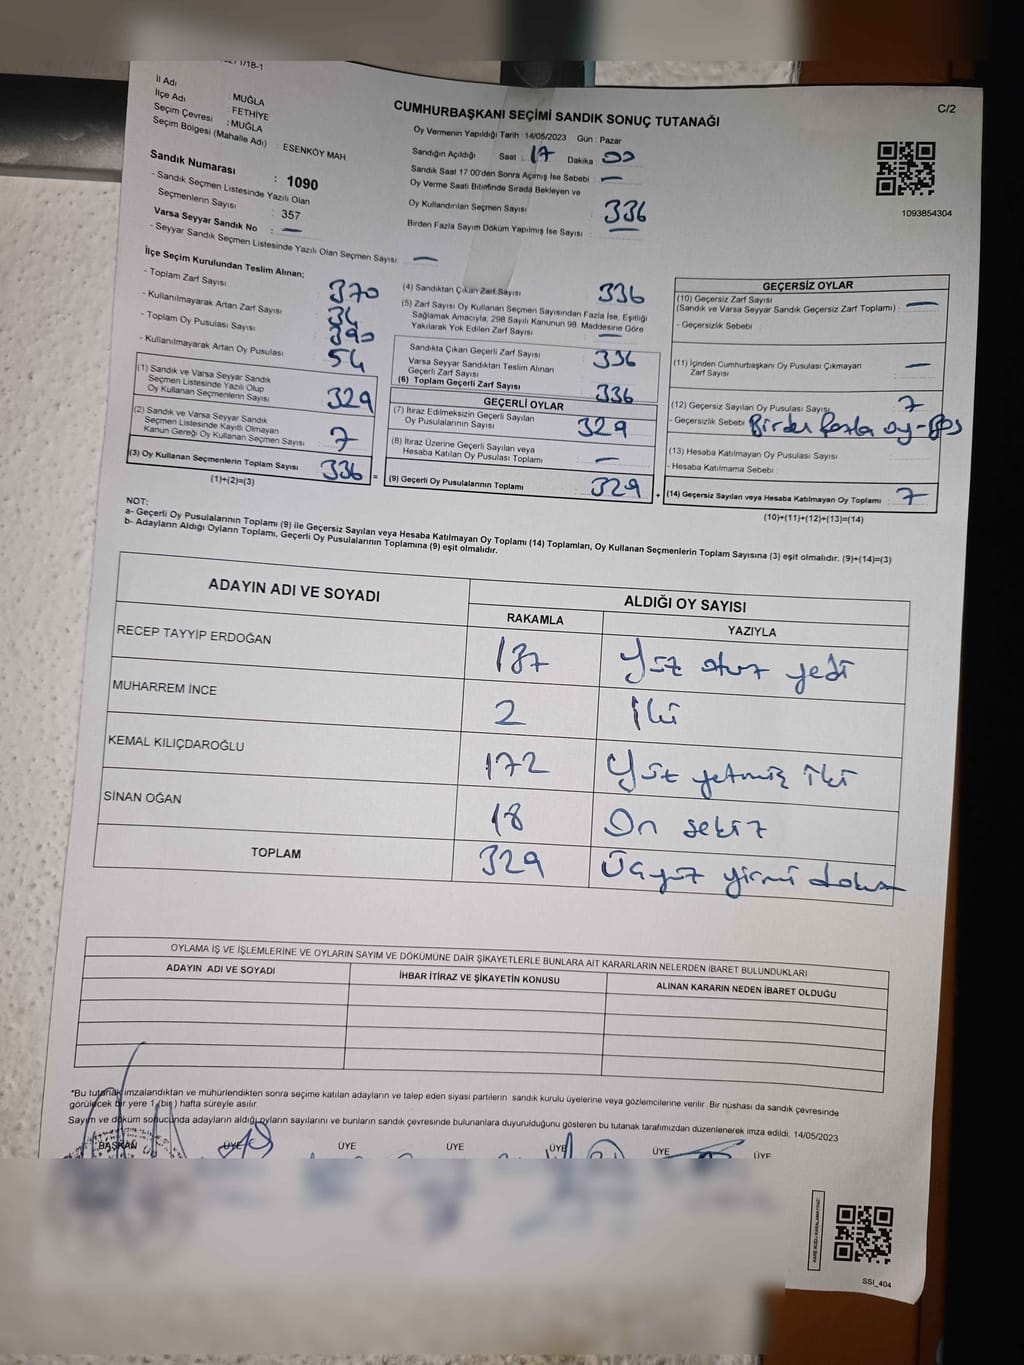 C/2
İl Adı : MUĞLA
İlçe Adı : FETHİYE
Seçim Çevresi : MUĞLA
Seçim Bölgesi (Mahalle Adı) : ESENKÖY MAH
Sandık Numarası : 1090
- Sandık Seçmen Listesinde Yazılı Olan
Seçmenlerin Sayısı : 357
Varsa Seyyar Sandık No : —
- Seyyar Sandık Seçmen Listesinde Yazılı Olan Seçmen Sayısı : —
CUMHURBAŞKANI SEÇİMİ SANDIK SONUÇ TUTANAĞI
Oy Vermenin Yapıldığı Tarih : 14/05/2023 Gün : Pazar
Sandığın Açıldığı Saat : 17 Dakika : 00
Sandık Saat 17:00'den Sonra Açımış İse Sebebi : —
Oy Verme Saati Bitiminde Sırada Bekleyen ve
Oy Kullandırılan Seçmen Sayısı : 336
Birden Fazla Sayım Döküm Yapılmış İse Sayısı : —
1093854304
İlçe Seçim Kurulundan Teslim Alınan;
- Toplam Zarf Sayısı : 370
- Kullanılmayarak Artan Zarf Sayısı : 34
- Toplam Oy Pusulası Sayısı : 390
- Kullanılmayarak Artan Oy Pusulası : 54
(1) Sandık ve Varsa Seyyar Sandık
Seçmen Listesinde Yazılı Olup
Oy Kullanan Seçmenlerin Sayısı : 329
(2) Sandık ve Varsa Seyyar Sandık
Seçmen Listesinde Kayıtlı Olmayan
Kanun Gereği Oy Kullanan Seçmen Sayısı : 7
(3) Oy Kullanan Seçmenlerin Toplam Sayısı : 336
(1)+(2)=(3)
(4) Sandıktan Çıkan Zarf Sayısı : 336
(5) Zarf Sayısı Oy Kullanan Seçmen Sayısından Fazla İse, Eşitliği
Sağlamak Amacıyla; 298 Sayılı Kanunun 98. Maddesine Göre
Yakılarak Yok Edilen Zarf Sayısı : —
Sandıkta Çıkan Geçerli Zarf Sayısı : 336
Varsa Seyyar Sandıktan Teslim Alınan
Geçerli Zarf Sayısı :
(6) Toplam Geçerli Zarf Sayısı : 336
GEÇERLİ OYLAR
(7) İtiraz Edilmeksizin Geçerli Sayılan
Oy Pusulalarının Sayısı : 329
(8) İtiraz Üzerine Geçerli Sayılan veya
Hesaba Katılan Oy Pusulası Toplamı : —
= (9) Geçerli Oy Pusulalarının Toplamı : 329
GEÇERSİZ OYLAR
(10) Geçersiz Zarf Sayısı
(Sandık ve Varsa Seyyar Sandık Geçersiz Zarf Toplamı) : —
- Geçersizlik Sebebi :
(11) İçinden Cumhurbaşkanı Oy Pusulası Çıkmayan
Zarf Sayısı : —
(12) Geçersiz Sayılan Oy Pusulası Sayısı : 7
- Geçersizlik Sebebi : Birden fazla oy-
(13) Hesaba Katılmayan Oy Pusulası Sayısı :
- Hesaba Katılmama Sebebi :
+ (14) Geçersiz Sayılan veya Hesaba Katılmayan Oy Toplamı : 7
(10)+(11)+(12)+(13)=(14)
NOT:
a- Geçerli Oy Pusulalarının Toplamı (9) ile Geçersiz Sayılan veya Hesaba Katılmayan Oy Toplamı (14) Toplamları, Oy Kullanan Seçmenlerin Toplam Sayısına (3) eşit olmalıdır. (9)+(14)=(3)
b- Adayların Aldığı Oyların Toplamı, Geçerli Oy Pusulalarının Toplamına (9) eşit olmalıdır.
ADAYIN ADI VE SOYADI ALDIĞI OY SAYISI
RAKAMLA YAZIYLA
RECEP TAYYİP ERDOĞAN 137 Yüz otuz yedi
MUHARREM İNCE 2 İki
KEMAL KILIÇDAROĞLU 172 Yüz yetmiş iki
SİNAN OĞAN 18 On sekiz
TOPLAM 329 Üçyüz yirmi dokuz
OYLAMA İŞ VE İŞLEMLERİNE VE OYLARIN SAYIM VE DÖKÜMÜNE DAİR ŞİKAYETLERLE BUNLARA AİT KARARLARIN NELERDEN İBARET BULUNDUKLARI
ADAYIN ADI VE SOYADI İHBAR İTİRAZ VE ŞİKAYETİN KONUSU ALINAN KARARIN NEDEN İBARET OLDUĞU
*Bu tutanak imzalandıktan ve mühürlendikten sonra seçime katılan adayların ve talep eden siyasi partilerin sandık kurulu üyelerine veya gözlemcilerine verilir. Bir nüshası da sandık çevresinde
görülecek bir yere 1 (bir) hafta süreyle asılır.
Sayım ve döküm sonucunda adayların aldığı oyların sayılarını ve bunların sandık çevresinde bulunanlara duyurulduğunu gösteren bu tutanak tarafımızdan düzenlenerek imza edildi. 14/05/2023
BAŞKAN ÜYE ÜYE ÜYE ÜYE ÜYE ÜYE
SSI_404